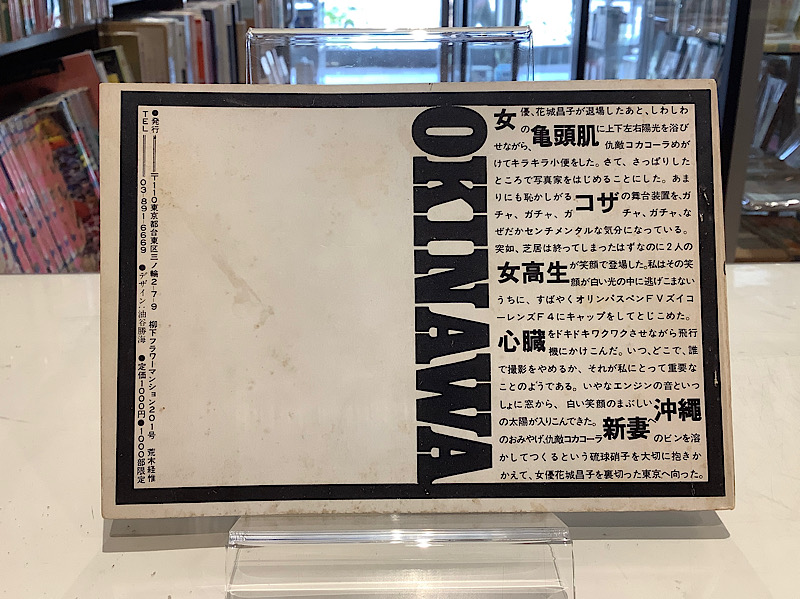 OKINAWA
女優、花城昌子が退場したあと、しわしわ
の亀頭肌に上下左右陽光を浴び
せながら、仇敵コカコーラめが
けてキラキラ小便をした。さて、さっぱりした
ところで写真家をはじめることにした。あま
りにも恥かしがるコザの舞台装置を、ガ
チャ、ガチャ、ガチャ、ガチャ、な
ぜだかセンチメンタルな気分になっている。
突如、芝居は終ってしまったはずなのに2人の
女高生が笑顔で登場した。私はその笑
顔が白い光の中に逃げこまない
うちに、すばやくオリンパスペンFVズイコ
ーレンズF4にキャップをしてとじこめた。
心臓をドキドキワクワクさせながら飛行
機にかけこんだ。いつ、どこで、誰
で撮影をやめるか、それが私にとって重要な
ことのようである。いやなエンジンの音といっ
しょに窓から、白い笑顔のまぶしい沖繩
の太陽が入りこんできた。新妻へ
のおみやげ、仇敵コカコーラのビンを溶
かしてつくるという琉球硝子を大切に抱きか
かえて、女優花城昌子を裏切った東京へ向った。
●発行 〒110東京都台東区三ノ輪2-7-9 柳下フラワーマンション201号 荒木経惟
TEL 03-891-6669 ●デザイン:油谷勝海 ●定価1000円●1000部限定